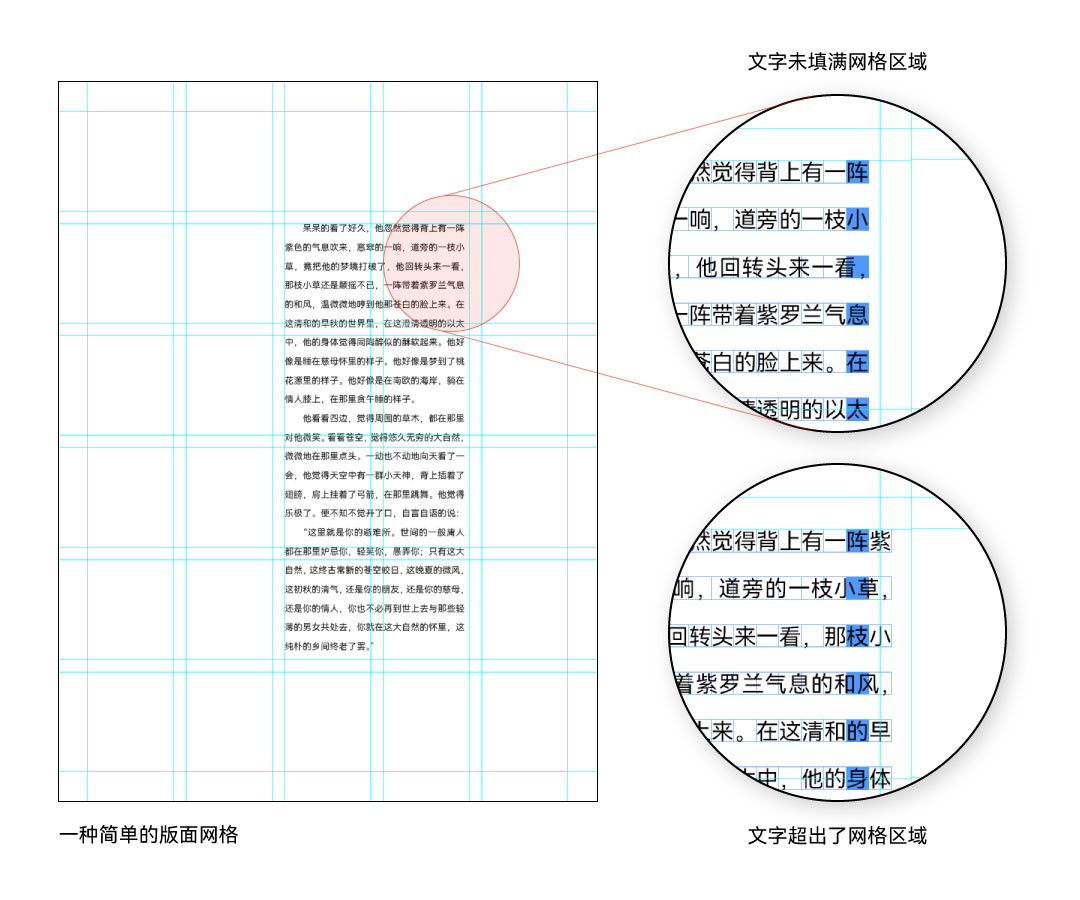 文字未填满网格区域
然觉得背上有一阵
一响，道旁的一枝小
，他回转头来一看，
一阵带着紫罗兰气息
苍白的脸上来。在
清透明的以太
呆呆的看了好久，他忽然觉得背上有一阵
紫色的气息吹来，窸窣的一响，道旁的一枝小
草，竟把他的梦境打破了，他回转头来一看，
那枝小草还是颠摇不已，一阵带着紫罗兰气息
的和风，温微微地哼到他那苍白的脸上来。在
这清和的早秋的世界里，在这澄清透明的以太
中，他的身体觉得同陶醉似的酥软起来。他好
像是睡在慈母怀里的样子。他好像是梦到了桃
花源里的样子。他好像是在南欧的海岸，躺在
情人膝上，在那里贪午睡的样子。
他看看四边，觉得周围的草木，都在那里
对他微笑。看看苍空，觉得悠久无穷的大自然，
微微地在那里点头。一动也不动地向天看了一
会，他觉得天空中有一群小天神，背上插着了
翅膀，肩上挂着了弓箭，在那里跳舞。他觉得
乐极了。便不知不觉开了口，自言自语的说：
“这里就是你的避难所。世间的一般庸人
都在那里妒忌你，轻笑你，愚弄你；只有这大
自然，这终古常新的苍空皎日，这晚夏的微风，
这初秋的清气，还是你的朋友，还是你的慈母，
还是你的情人，你也不必再到世上去与那些轻
薄的男女共处去，你就在这大自然的怀里，这
纯朴的乡间终老了罢。”
然觉得背上有一阵紫
响，道旁的一枝小草，
回转头来一看，那枝小
着紫罗兰气息的和风，
上来。在这清和的早
太中，他的身体
一种简单的版面网格
文字超出了网格区域